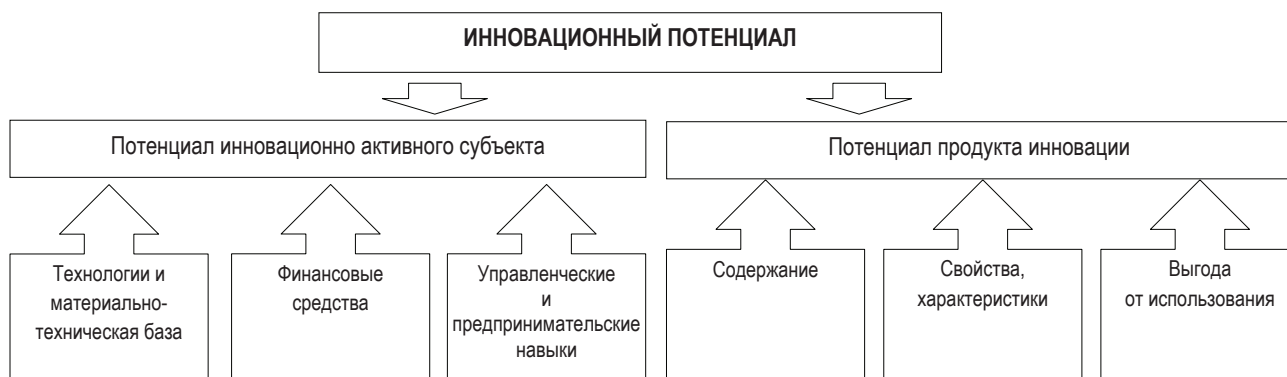 ИННОВАЦИОННЫЙ ПОТЕНЦИАЛ
Потенциал инновационно активного субъекта
Потенциал продукта инновации
Технологии и
материально-
техническая база
Финансовые
средства
Управленческие
и
предпринимательские
навыки
Содержание
Свойства,
характеристики
Выгода
от использования